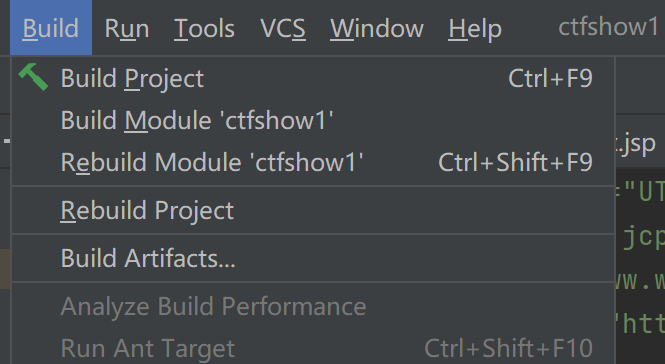 Build Run Tools VCS Window Help ctfshow1
Build Project Ctrl+F9
Build Module 'ctfshow1'
.jsp
Rebuild Module 'ctfshow1' Ctrl+Shift+F9
="UT
Rebuild Project
jcp
Build Artifacts...
w.w
Analyze Build Performance
"htt
Run Ant Target Ctrl+Shift+F10